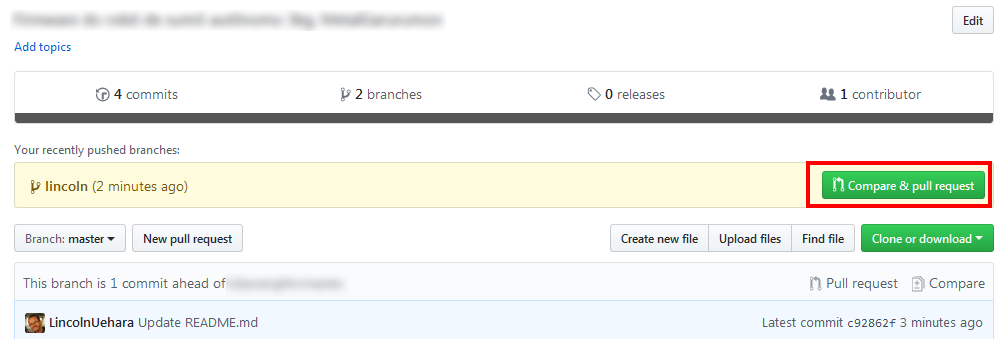 Edit
Add topics
4 commits 2 branches 0 releases 1 contributor
Your recently pushed branches:
lincoln (2 minutes ago) Compare & pull request
Branch: master New pull request Create new file Upload files Find file Clone or download
This branch is 1 commit ahead of Pull request Compare
LincolnUehara Update README.md Latest commit c92862f 3 minutes ago